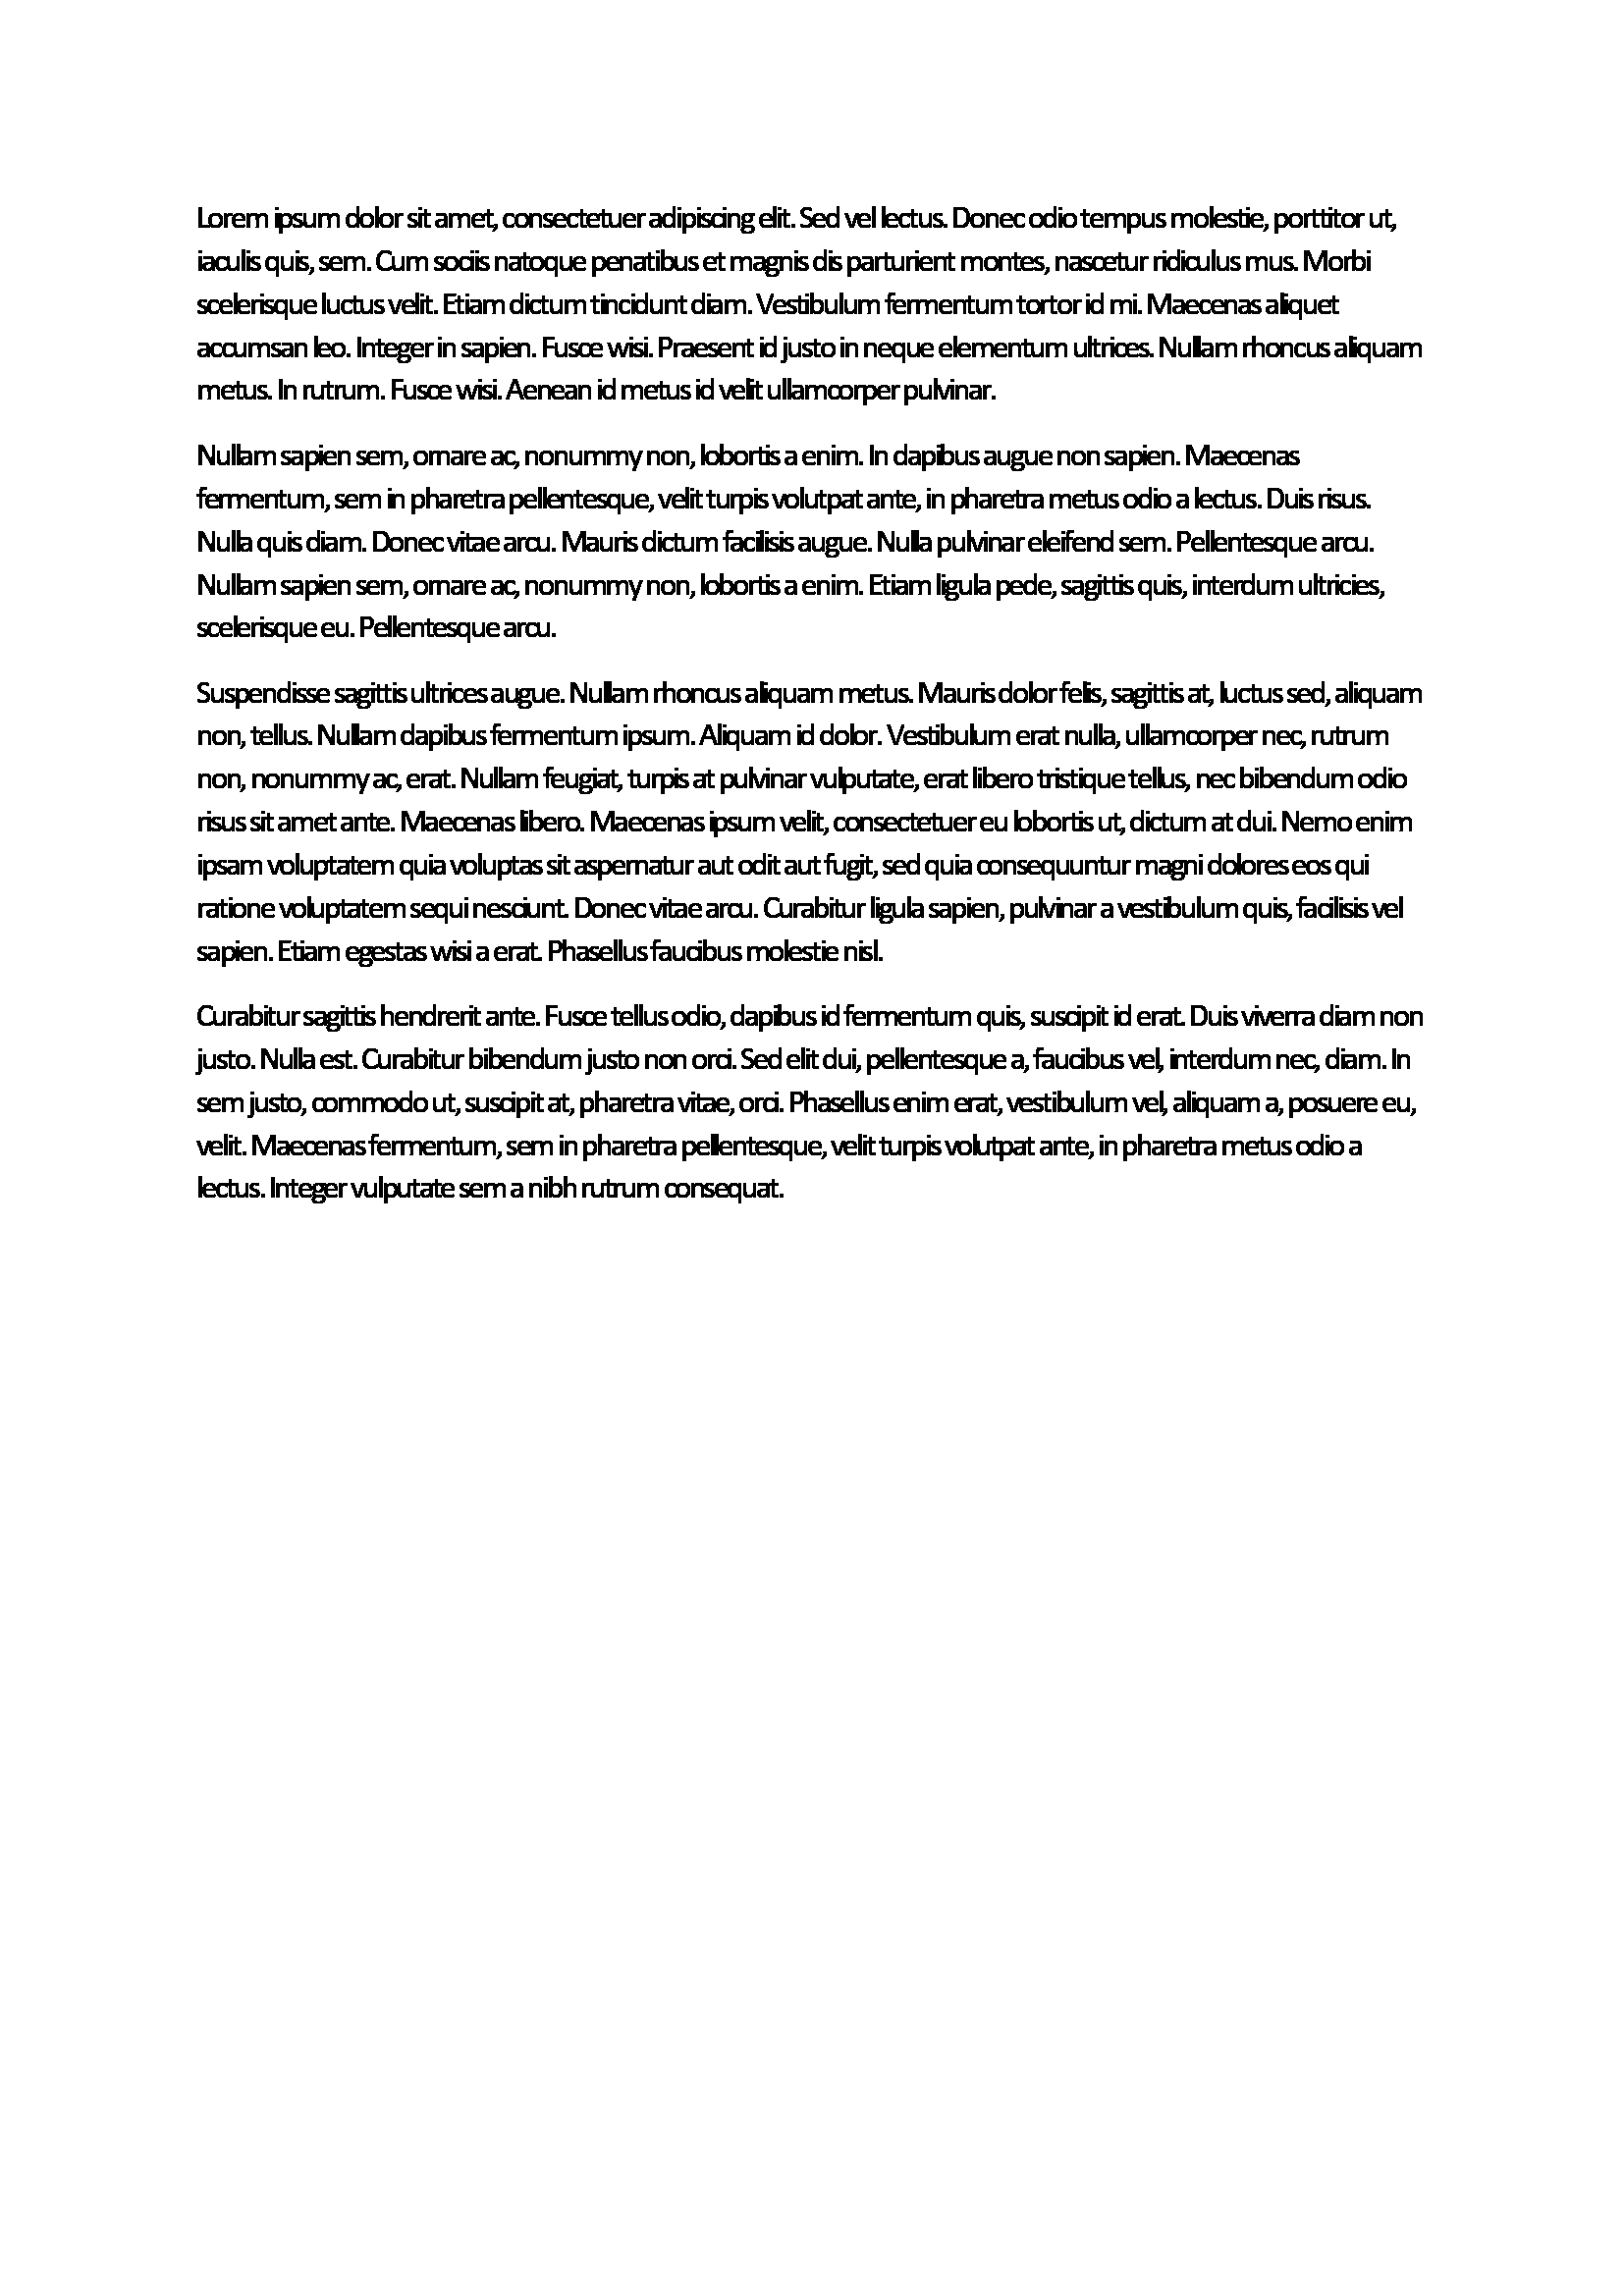 Lorem ipsum dolor sit amet, consectetuer adipiscing elit. Sed vel lectus. Donec odio tempus molestie, porttitor ut,
iaculis quis, sem. Cum sociis natoque penatibus et magnis dis parturient montes, nascetur ridiculus mus. Morbi
scelerisque luctus velit. Etiam dictum tincidunt diam. Vestibulum fermentum tortor id mi. Maecenas aliquet
accumsan leo. Integer in sapien. Fusce wisi. Praesent id justo in neque elementum ultrices. Nullam rhoncus aliquam
metus. In rutrum. Fusce wisi. Aenean id metus id velit ullamcorper pulvinar.
Nullam sapien sem, ornare ac, nonummy non, lobortis a enim. In dapibus augue non sapien. Maecenas
fermentum, sem in pharetra pellentesque, velit turpis volutpat ante, in pharetra metus odio a lectus. Duis risus.
Nulla quis diam. Donec vitae arcu. Mauris dictum facilisis augue. Nulla pulvinar eleifend sem. Pellentesque arcu.
Nullam sapien sem, ornare ac, nonummy non, lobortis a enim. Etiam ligula pede, sagittis quis, interdum ultricies,
scelerisque eu. Pellentesque arcu.
Suspendisse sagittis ultrices augue. Nullam rhoncus aliquam metus. Mauris dolor felis, sagittis at, luctus sed, aliquam
non, tellus. Nullam dapibus fermentum ipsum. Aliquam id dolor. Vestibulum erat nulla, ullamcorper nec, rutrum
non, nonummy ac, erat. Nullam feugiat, turpis at pulvinar vulputate, erat libero tristique tellus, nec bibendum odio
risus sit amet ante. Maecenas libero. Maecenas ipsum velit, consectetuer eu lobortis ut, dictum at dui. Nemo enim
ipsam voluptatem quia voluptas sit aspernatur aut odit aut fugit, sed quia consequuntur magni dolores eos qui
ratione voluptatem sequi nesciunt. Donec vitae arcu. Curabitur ligula sapien, pulvinar a vestibulum quis, facilisis vel
sapien. Etiam egestas wisi a erat. Phasellus faucibus molestie nisl.
Curabitur sagittis hendrerit ante. Fusce tellus odio, dapibus id fermentum quis, suscipit id erat. Duis viverra diam non
justo. Nulla est. Curabitur bibendum justo non orci. Sed elit dui, pellentesque a, faucibus vel, interdum nec, diam. In
sem justo, commodo ut, suscipit at, pharetra vitae, orci. Phasellus enim erat, vestibulum vel, aliquam a, posuere eu,
velit. Maecenas fermentum, sem in pharetra pellentesque, velit turpis volutpat ante, in pharetra metus odio a
lectus. Integer vulputate sem a nibh rutrum consequat.